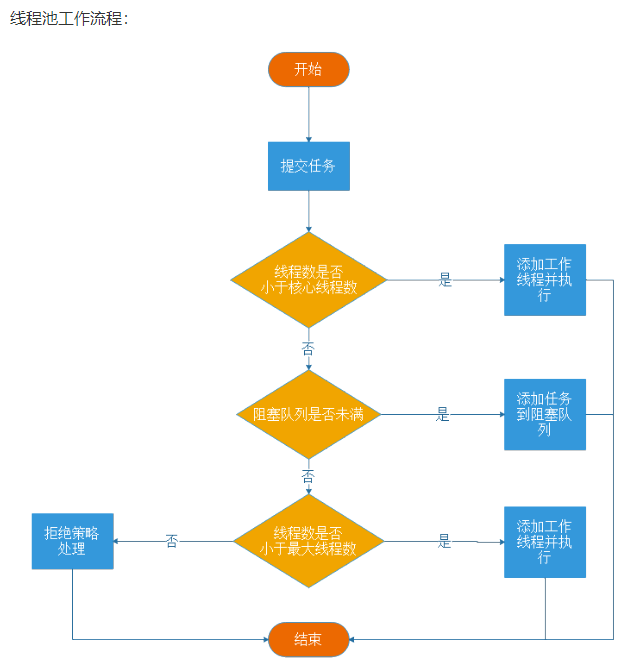 线程池工作流程：
开始
提交任务
线程数是否
小于核心线程数
是
添加工作
线程并执
行
否
阻塞队列是否未满
是
添加任务
到阻塞队
列
否
线程数是否
小于最大线程数
是
添加工作
线程并执
行
否
拒绝策略
处理
结束